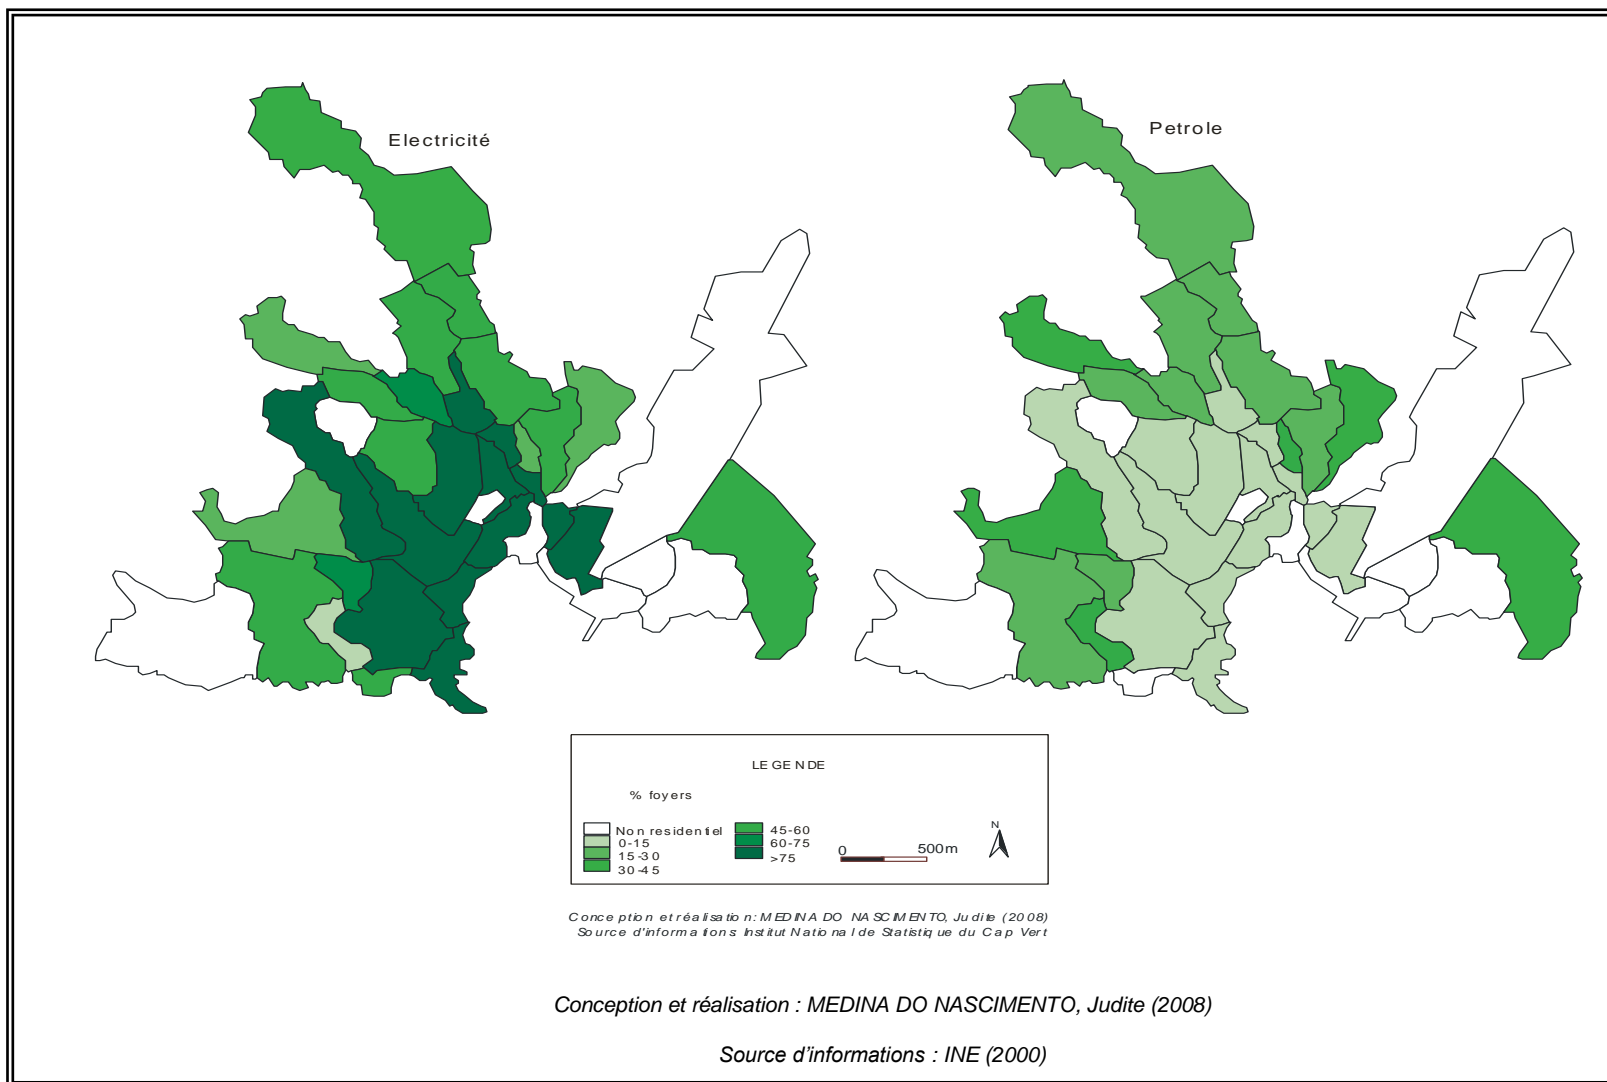 Electricité
Petrole
LEGENDE
% foyers
Non residentiel
0-15
15-30
30-45
45-60
60-75
>75
0 500m
N
Conception et réalisation: MEDINA DO NASCIMENTO, Judite (2008)
Source d'informations: Institut National de Statistique du Cap Vert
Conception et réalisation : MEDINA DO NASCIMENTO, Judite (2008)
Source d'informations : INE (2000)